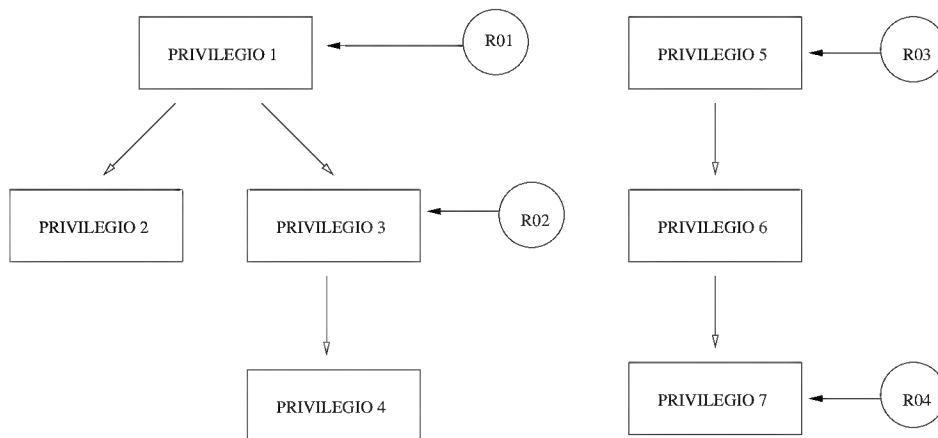 PRIVILEGIO 1
R01
PRIVILEGIO 5
R03
PRIVILEGIO 2
PRIVILEGIO 3
R02
PRIVILEGIO 6
PRIVILEGIO 4
PRIVILEGIO 7
R04